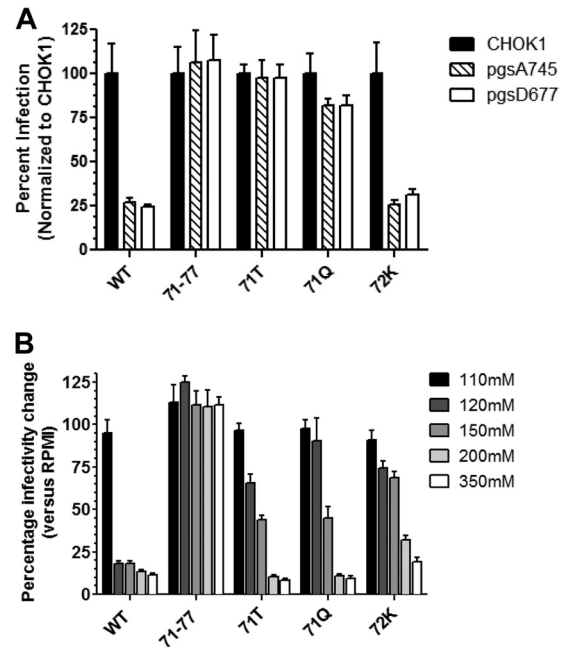 A
Percent Infection
(Normalized to CHOK1)
125
100
75
50
25
0
WT
71-77
71T
71Q
72K
CHOK1
pgsA745
pgsD677
B
Percentage infectivity change
(versus RPMI)
125
100
75
50
25
0
WT
71-77
71T
71Q
72K
110mM
120mM
150mM
200mM
350mM